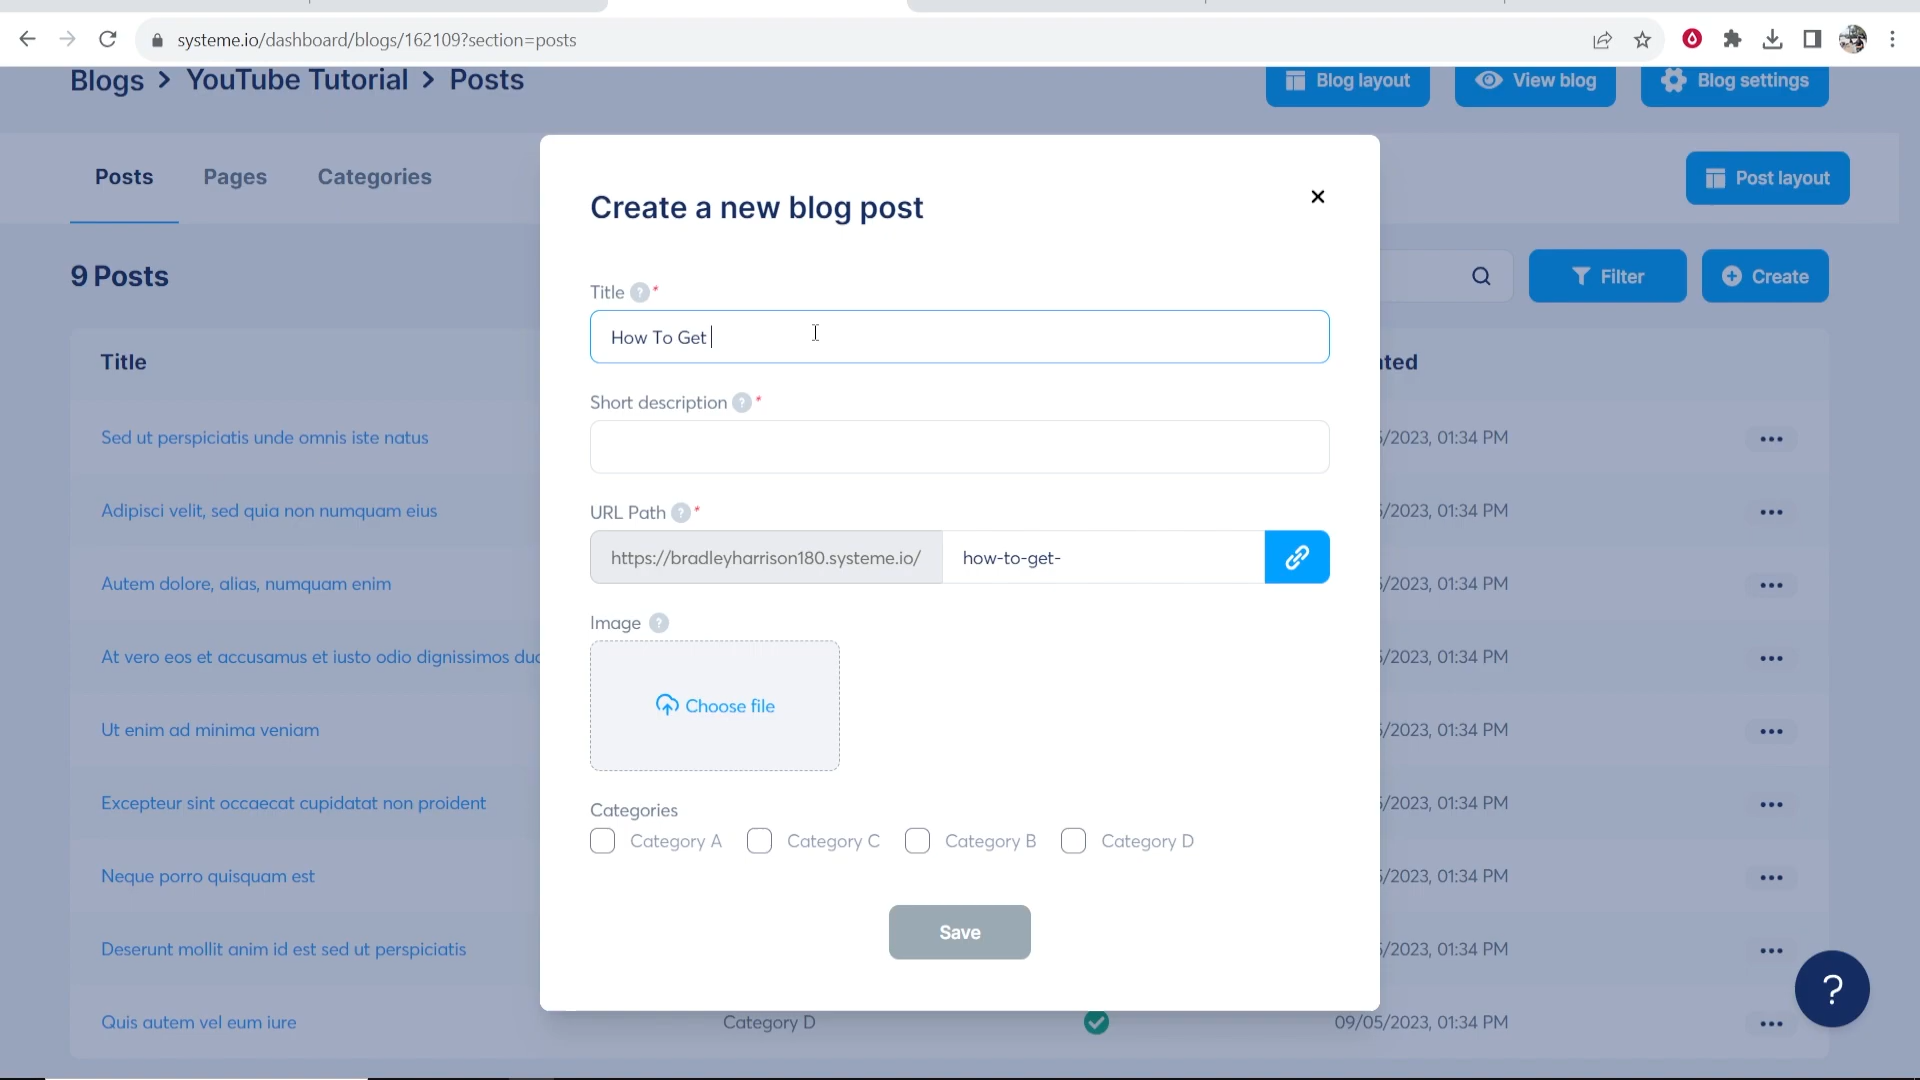 systeme.io/dashboard/blogs/162109?section=posts
Blogs > YouTube Tutorial > Posts
Blog layout
View blog
Blog settings
Posts
Pages
Categories
Post layout
Create a new blog post
9 Posts
Filter
Create
Title ? *
How To Get
Title
Short description ? *
Sed ut perspiciatis unde omnis iste natus
/2023, 01:34 PM
Adipisci velit, sed quia non numquam eius
/2023, 01:34 PM
URL Path ? *
https://bradleyharrison180.systeme.io/
how-to-get-
Autem dolore, alias, numquam enim
/2023, 01:34 PM
Image ?
At vero eos et accusamus et iusto odio dignissimos
/2023, 01:34 PM
Choose file
Ut enim ad minima veniam
/2023, 01:34 PM
Excepteur sint occaecat cupidatat non proident
/2023, 01:34 PM
Categories
Category A
Category C
Category B
Category D
Neque porro quisquam est
/2023, 01:34 PM
Save
Deserunt mollit anim id est sed ut perspiciatis
/2023, 01:34 PM
?
Quis autem vel eum iure
Category D
09/05/2023, 01:34 PM